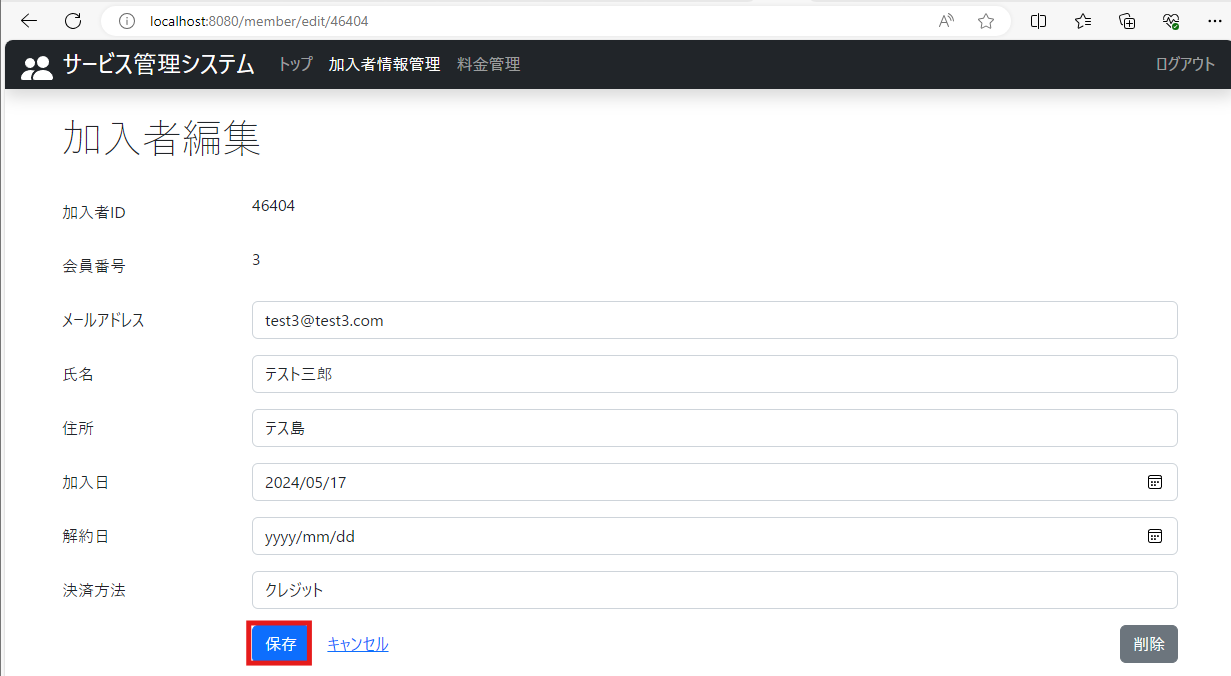 localhost:8080/member/edit/46404
サービス管理システム トップ 加入者情報管理 料金管理 ログアウト
加入者編集
加入者ID 46404
会員番号 3
メールアドレス test3@test3.com
氏名 テスト三郎
住所 テス島
加入日 2024/05/17
解約日 yyyy/mm/dd
決済方法 クレジット
保存 キャンセル 削除